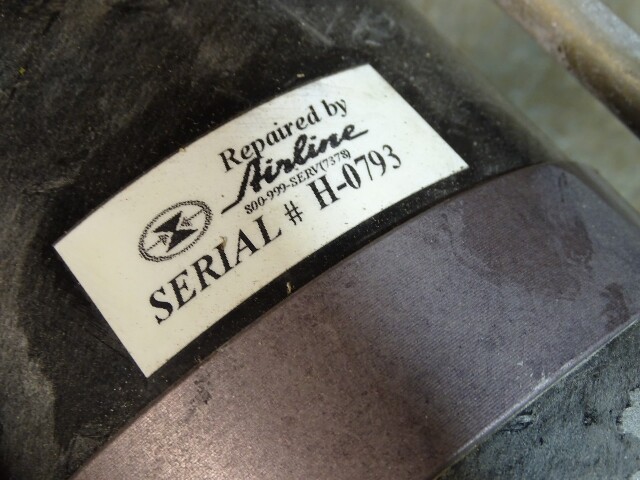 Repaired by
Airline
800-999-SERV(7378)
SERIAL # H-0793